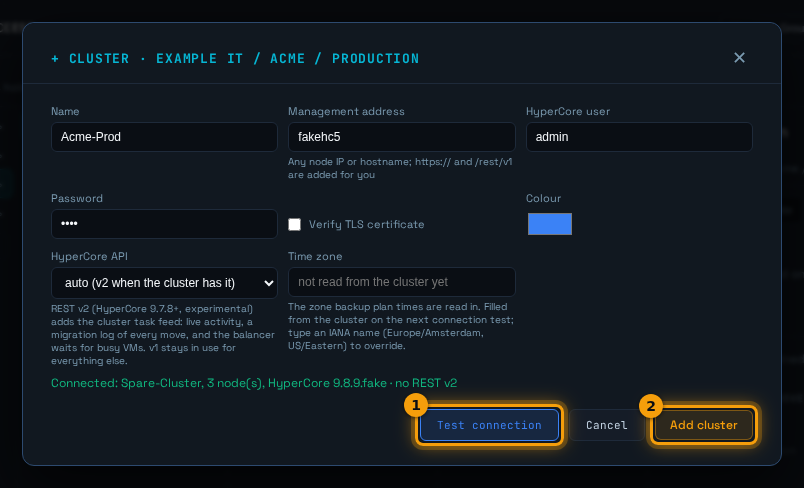 + CLUSTER · EXAMPLE IT / ACME / PRODUCTION
✕
Name
Management address
HyperCore user
Acme-Prod
fakehc5
admin
Any node IP or hostname; https:// and /rest/v1
are added for you
Password
Colour
••••
Verify TLS certificate
HyperCore API
Time zone
auto (v2 when the cluster has it)
not read from the cluster yet
REST v2 (HyperCore 9.7.8+, experimental)
adds the cluster task feed: live activity, a
migration log of every move, and the balancer
waits for busy VMs. v1 stays in use for
everything else.
The zone backup plan times are read in. Filled
from the cluster on the next connection test;
type an IANA name (Europe/Amsterdam,
US/Eastern) to override.
Connected: Spare-Cluster, 3 node(s), HyperCore 9.8.9.fake · no REST v2
1
2
Test connection
Cancel
Add cluster